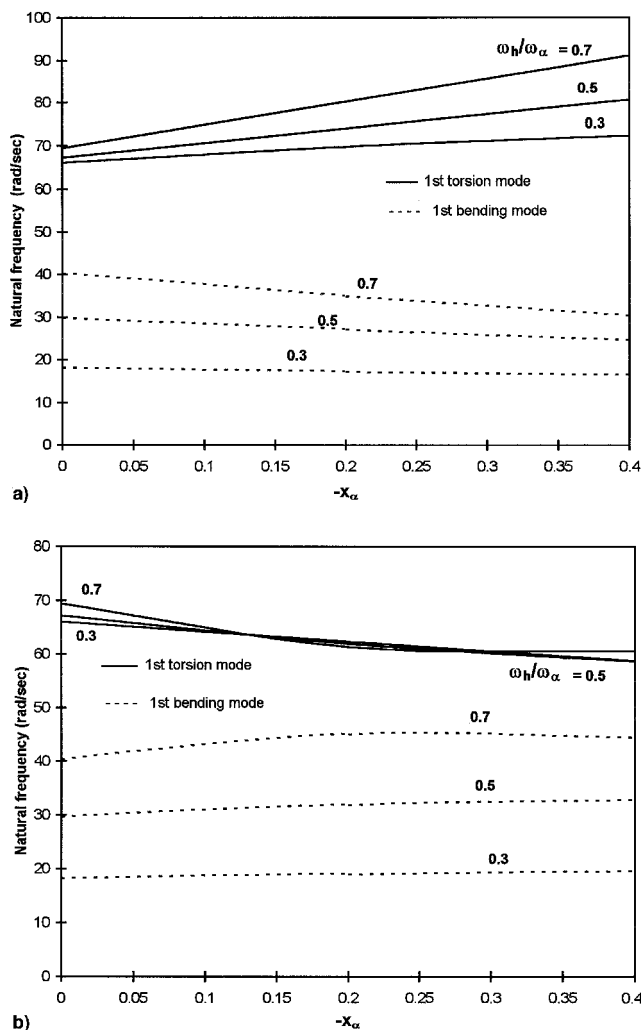 100
90
80
70
60
50
40
30
20
10
0
Natural frequency (rad/sec)
ωh/ωα = 0.7
0.5
0.3
1st torsion mode
1st bending mode
0.7
0.5
0.3
0 0.05 0.1 0.15 0.2 0.25 0.3 0.35 0.4
a) -xα
80
70
60
50
40
30
20
10
0
Natural frequency (rad/sec)
0.7
0.3
1st torsion mode
ωh/ωα = 0.5
1st bending mode
0.7
0.5
0.3
0 0.05 0.1 0.15 0.2 0.25 0.3 0.35 0.4
b) -xα